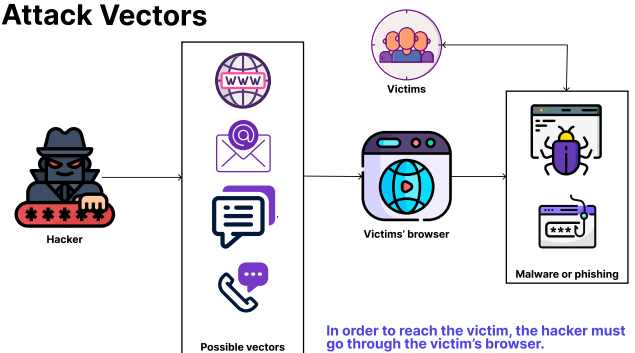 Attack Vectors
WWW
@
Victims
Hacker
Victims' browser
***
Malware or phishing
Possible vectors
In order to reach the victim, the hacker must
go through the victim's browser.